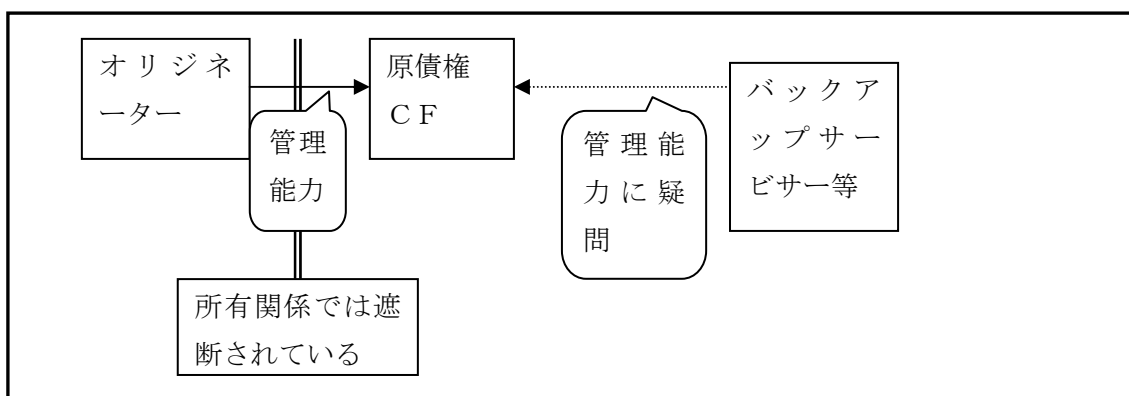 オリジネ
ーター
原債権
ＣＦ
管理
能力
管理能
力に疑
問
バックア
ップサー
ビサー等
所有関係では遮
断されている